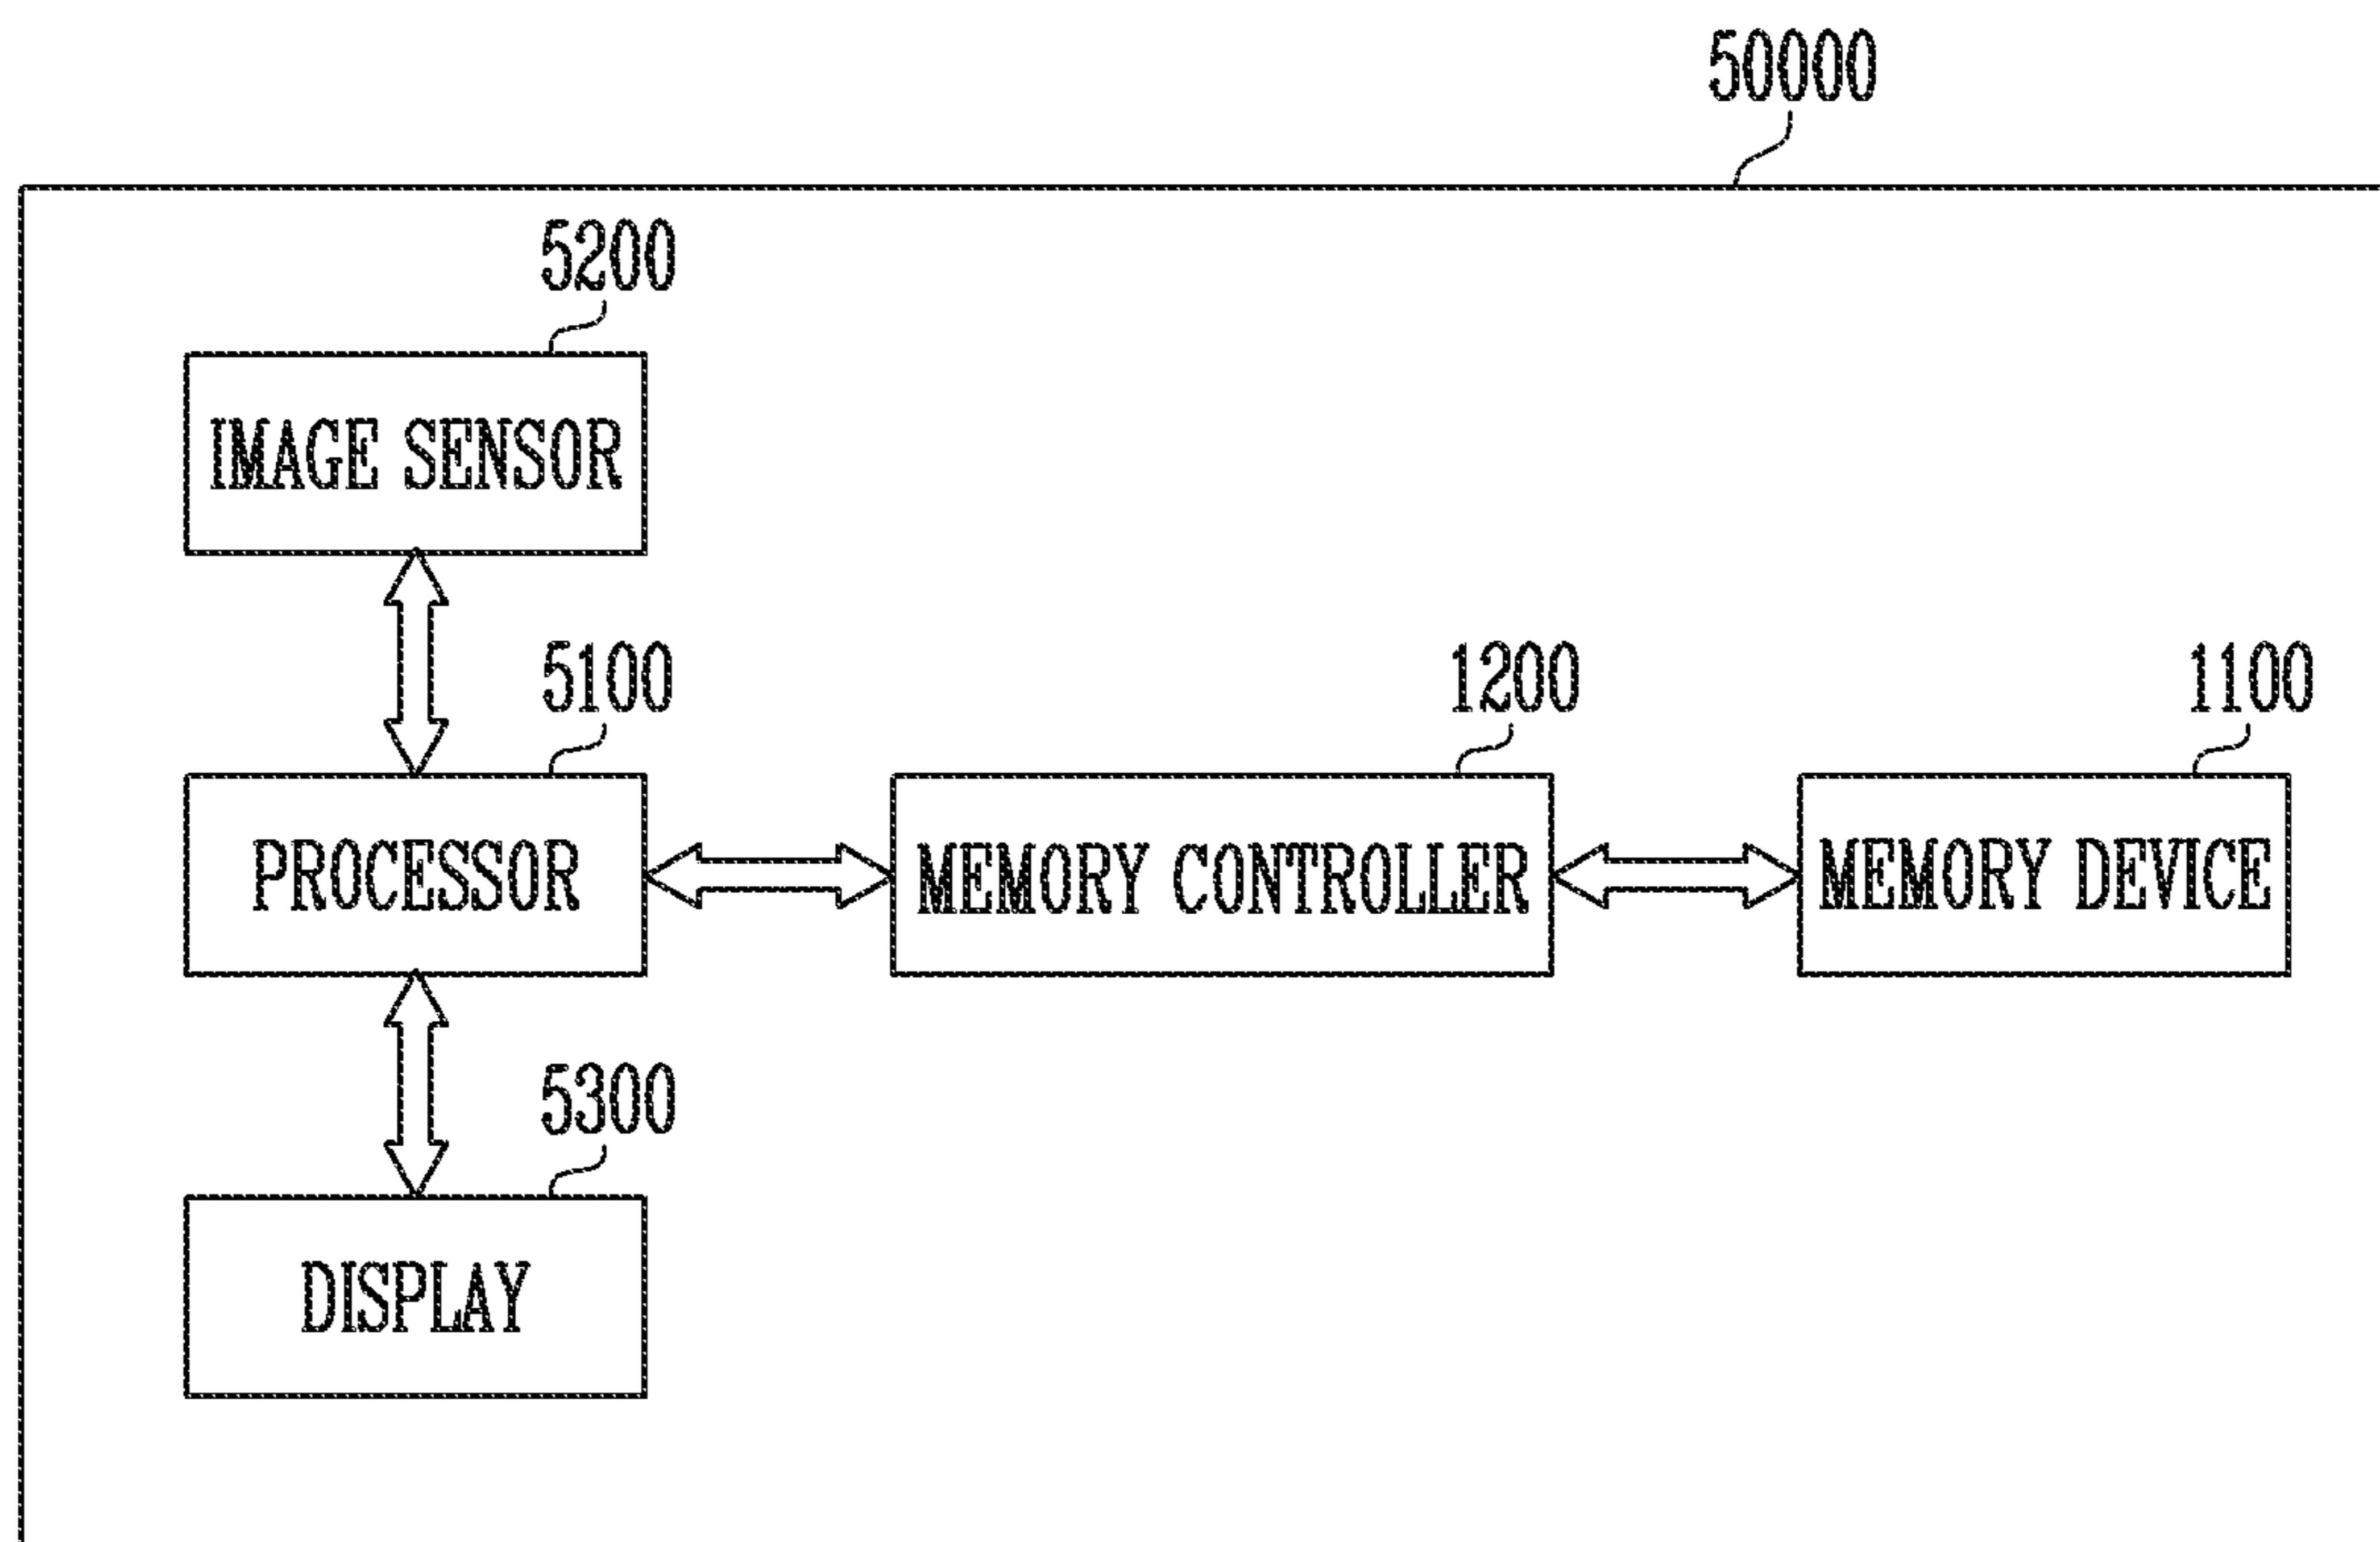 50000
5200
IMAGE SENSOR
5100
1200
1100
PROCESSOR
MEMORY CONTROLLER
MEMORY DEVICE
5300
DISPLAY